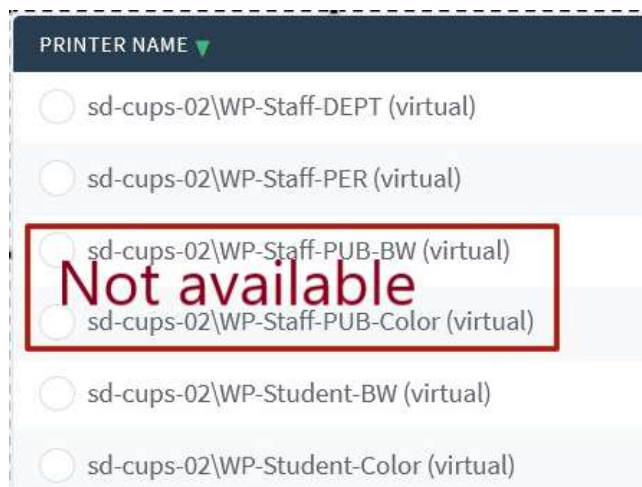 PRINTER NAME ▼
sd-cups-02\WP-Staff-DEPT (virtual)
sd-cups-02\WP-Staff-PER (virtual)
sd-cups-02\WP-Staff-PUB-BW (virtual)
Not available
sd-cups-02\WP-Staff-PUB-Color (virtual)
sd-cups-02\WP-Student-BW (virtual)
sd-cups-02\WP-Student-Color (virtual)